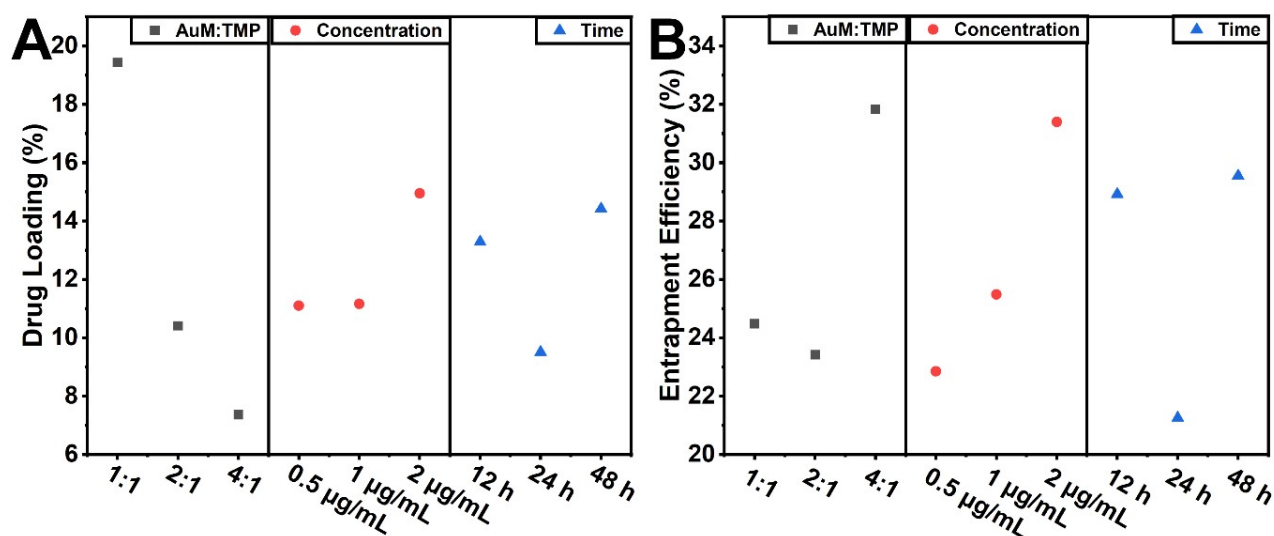 A
AuM:TMP
Concentration
Time
Drug Loading (%)
20
18
16
14
12
10
8
6
1:1
2:1
4:1
0.5 μg/mL
1 μg/mL
2 μg/mL
12 h
24 h
48 h
B
AuM:TMP
Concentration
Time
Entrapment Efficiency (%)
34
32
30
28
26
24
22
20
1:1
2:1
4:1
0.5 μg/mL
1 μg/mL
2 μg/mL
12 h
24 h
48 h